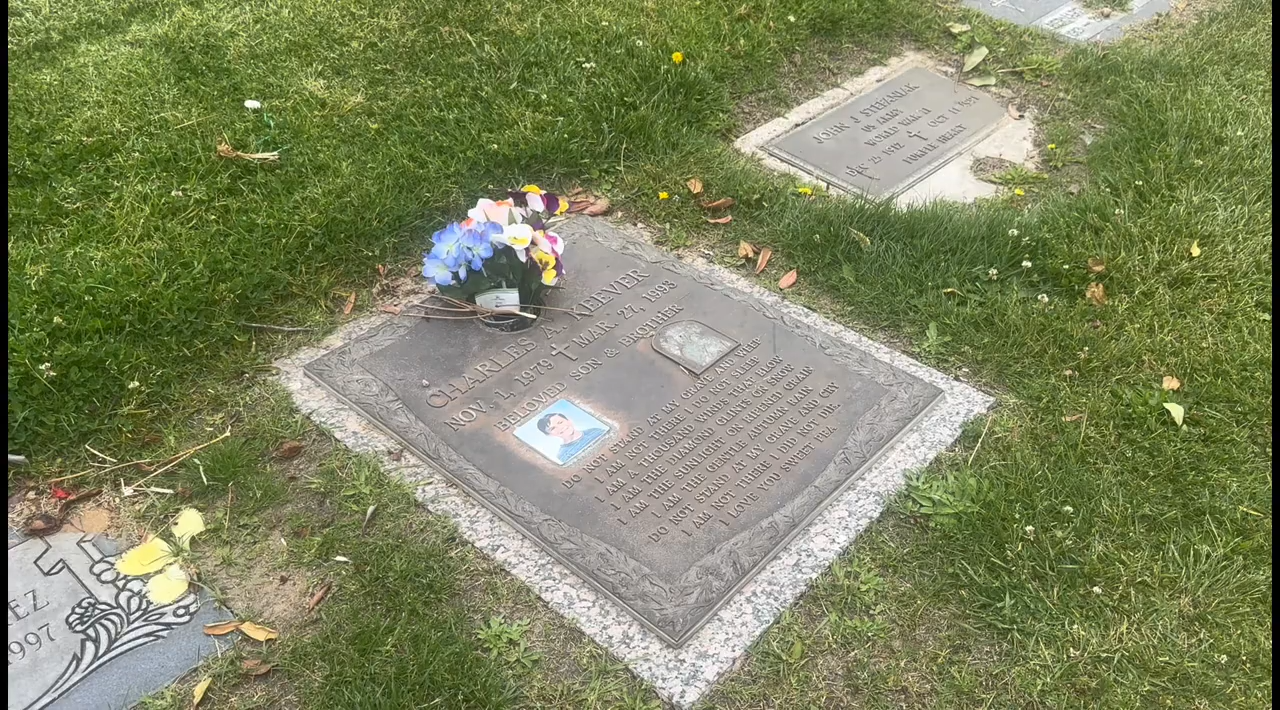 CHARLES A. KEEVER
NOV. 1, 1979 MAR. 27, 1993
BELOVED SON & BROTHER
DO NOT STAND AT MY GRAVE AND WEEP
I AM NOT THERE I DO NOT SLEEP
I AM A THOUSAND WINDS THAT BLOW
I AM THE DIAMOND GLINTS ON SNOW
I AM THE SUNLIGHT ON RIPENED GRAIN
I AM THE GENTLE AUTUMN RAIN
DO NOT STAND AT MY GRAVE AND CRY
I AM NOT THERE I DID NOT DIE.
I LOVE YOU SWEET PEA
JOHN J STEFANIAK
US ARMY
WORLD WAR II
DEC 25 1912 OCT 11
PURPLE HEART
EZ
1997